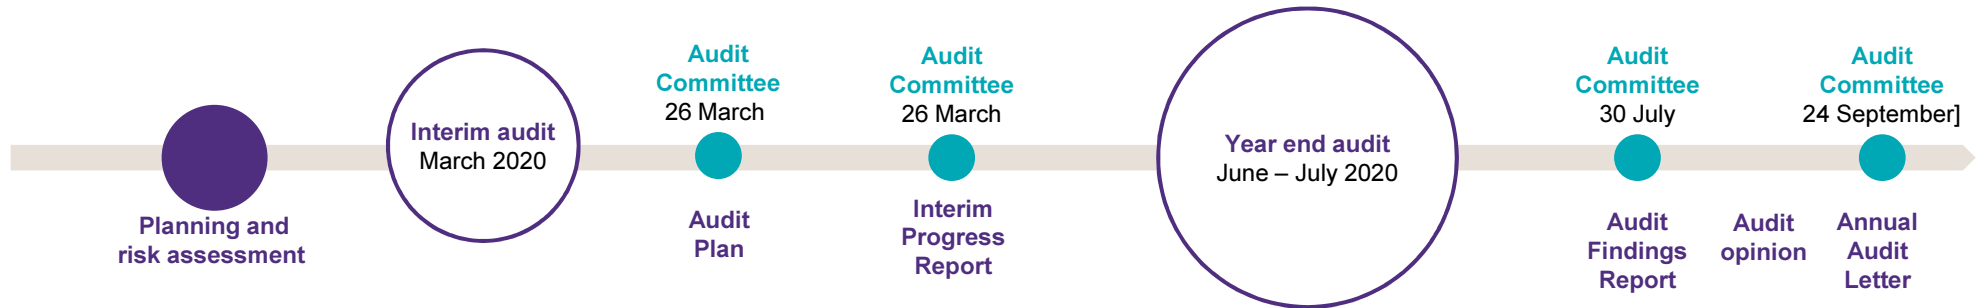 Planning and
risk assessment
Interim audit
March 2020
Audit
Committee
26 March
Audit
Plan
Audit
Committee
26 March
Interim
Progress
Report
Year end audit
June – July 2020
Audit
Committee
30 July
Audit
Findings
Report
Audit
opinion
Audit
Committee
24 September]
Annual
Audit
Letter